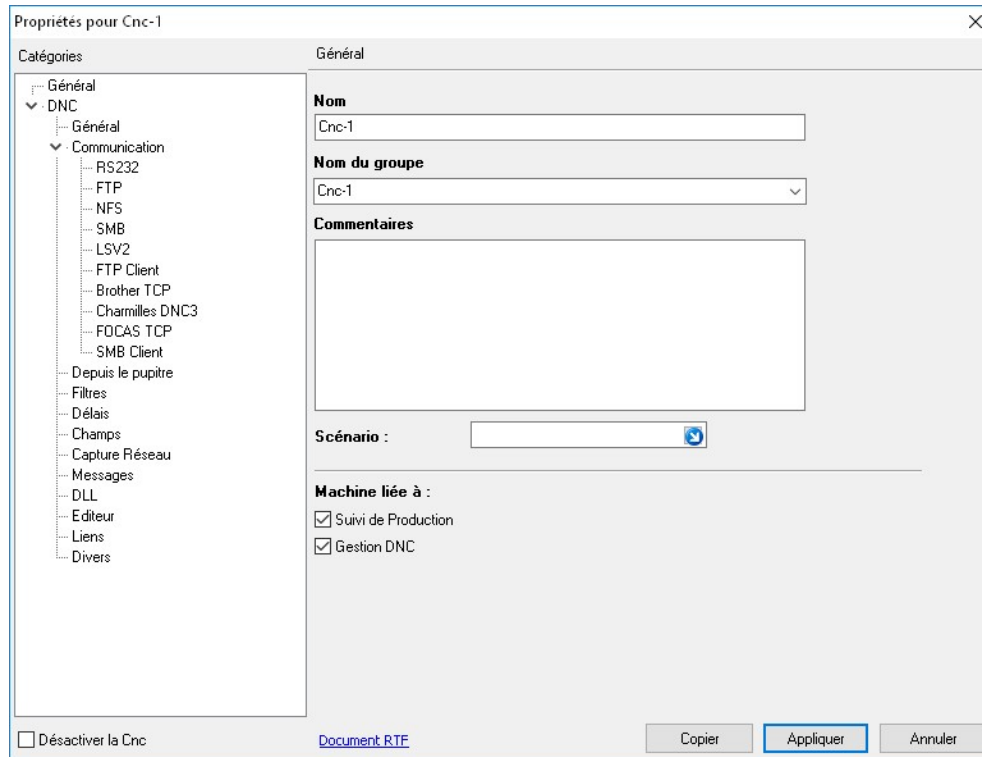 Propriétés pour Cnc-1
Catégories
Général
Général
DNC
Général
Communication
RS232
FTP
NFS
SMB
LSV2
FTP Client
Brother TCP
Charmilles DNC3
FOCAS TCP
SMB Client
Depuis le pupitre
Filtres
Délais
Champs
Capture Réseau
Messages
DLL
Editeur
Liens
Divers
Nom
Cnc-1
Nom du groupe
Cnc-1
Commentaires
Scénario :
Machine liée à :
Suivi de Production
Gestion DNC
Désactiver la Cnc
Document RTF
Copier
Appliquer
Annuler